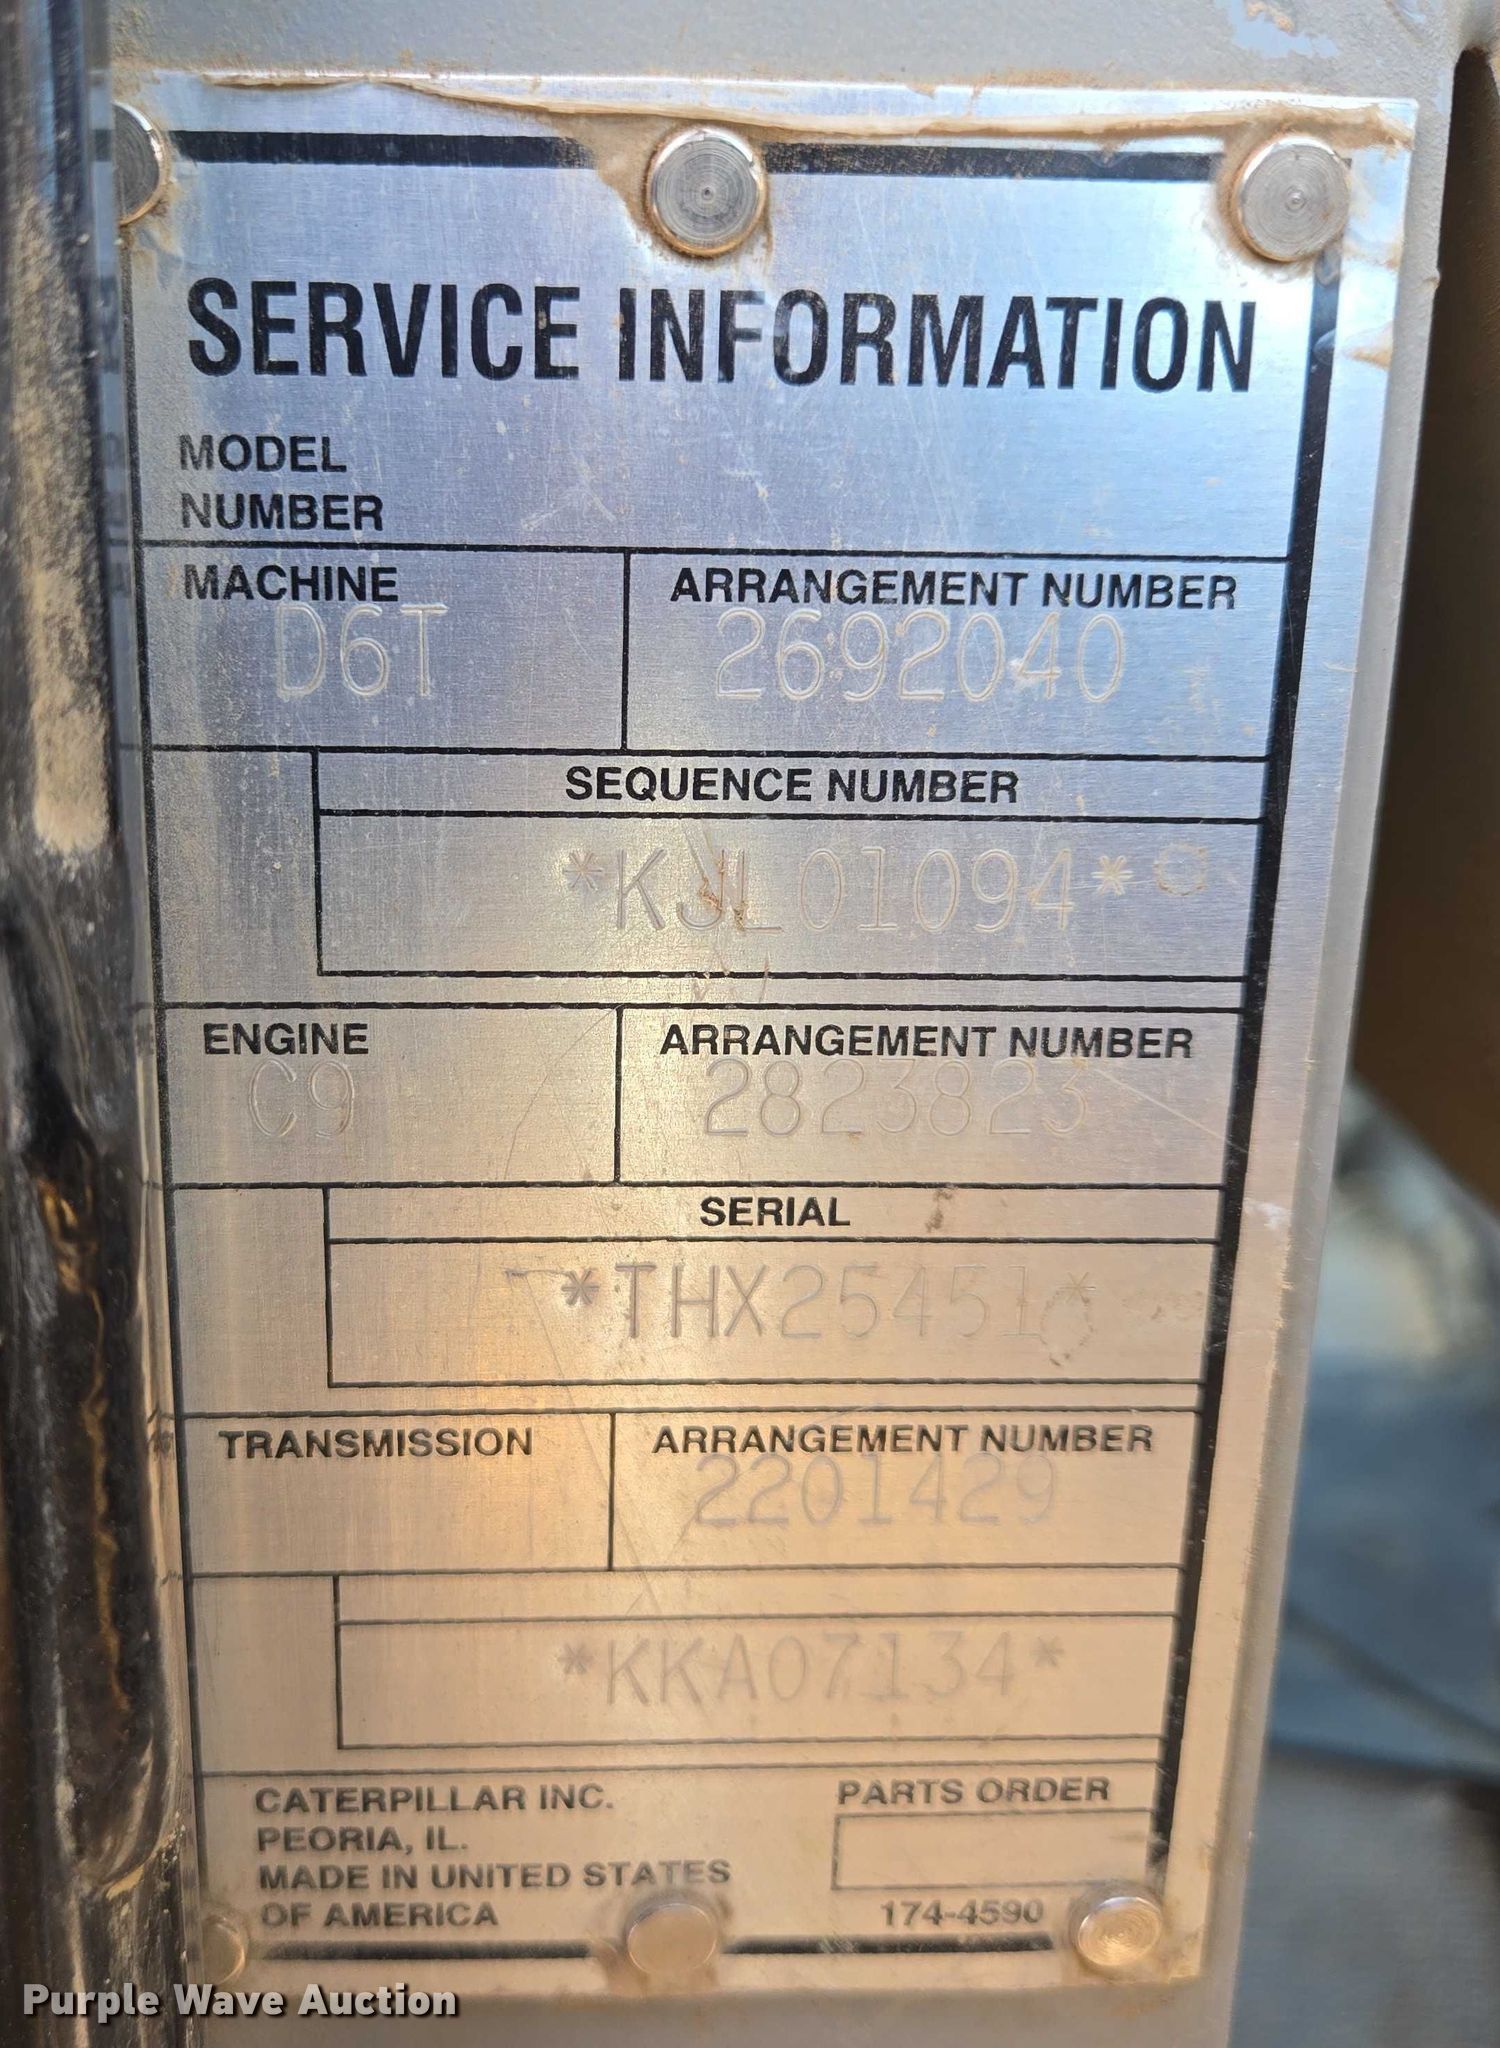 SERVICE INFORMATION
MODEL
NUMBER
MACHINE
D6T
ARRANGEMENT NUMBER
2692040
SEQUENCE NUMBER
*KJL01094*
ENGINE
C9
ARRANGEMENT NUMBER
2823823
SERIAL
*THX25451*
TRANSMISSION
ARRANGEMENT NUMBER
2201429
*KKA07134*
CATERPILLAR INC.
PEORIA, IL.
MADE IN UNITED STATES
OF AMERICA
PARTS ORDER
174-4590
Purple Wave Auction